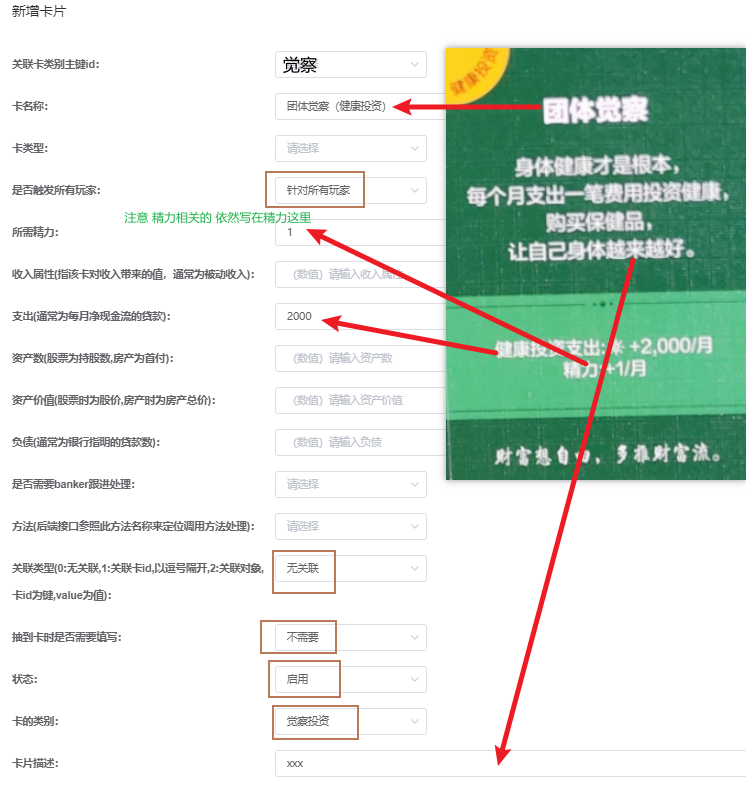 新增卡片
关联卡类别主键id: 觉察
卡名称: 团体觉察（健康投资）
卡类型: 请选择
是否触发所有玩家: 针对所有玩家
注意 精力相关的 依然写在精力这里
所需精力: 1
收入属性(指该卡对收入带来的值，通常为被动收入): （数值）请输入收入属性
支出(通常为每月净现金流的贷款): 2000
资产数(股票为持股数,房产为首付): （数值）请输入资产数
资产价值(股票时为股价,房产时为房产总价): （数值）请输入资产价值
负债(通常为银行指明的贷款数): （数值）请输入负债
是否需要banker跟进处理: 请选择
方法(后端接口参照此方法名称来定位调用方法处理): 请选择
关联类型(0:无关联,1:关联卡id,以逗号隔开,2:关联对象, 无关联
卡id为键,value为值):
抽到卡时是否需要填写: 不需要
状态: 启用
卡的类别: 觉察投资
卡片描述: xxx
健康投资
团体觉察
身体健康才是根本，
每个月支出一笔费用投资健康，
购买保健品，
让自己身体越来越好。
健康投资支出: +2,000/月
精力:+1/月
财富想自由，多推财富流。